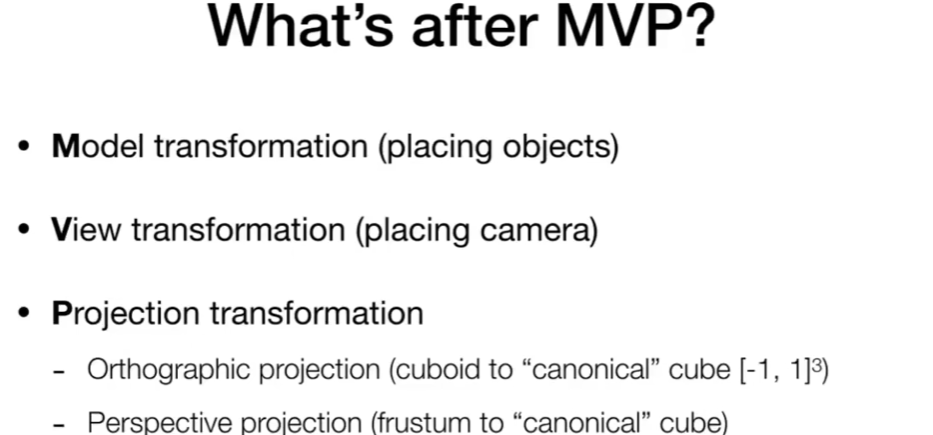 What's after MVP?
• Model transformation (placing objects)
• View transformation (placing camera)
• Projection transformation
- Orthographic projection (cuboid to “canonical” cube [-1, 1]³)
- Perspective projection (frustum to “canonical” cube)